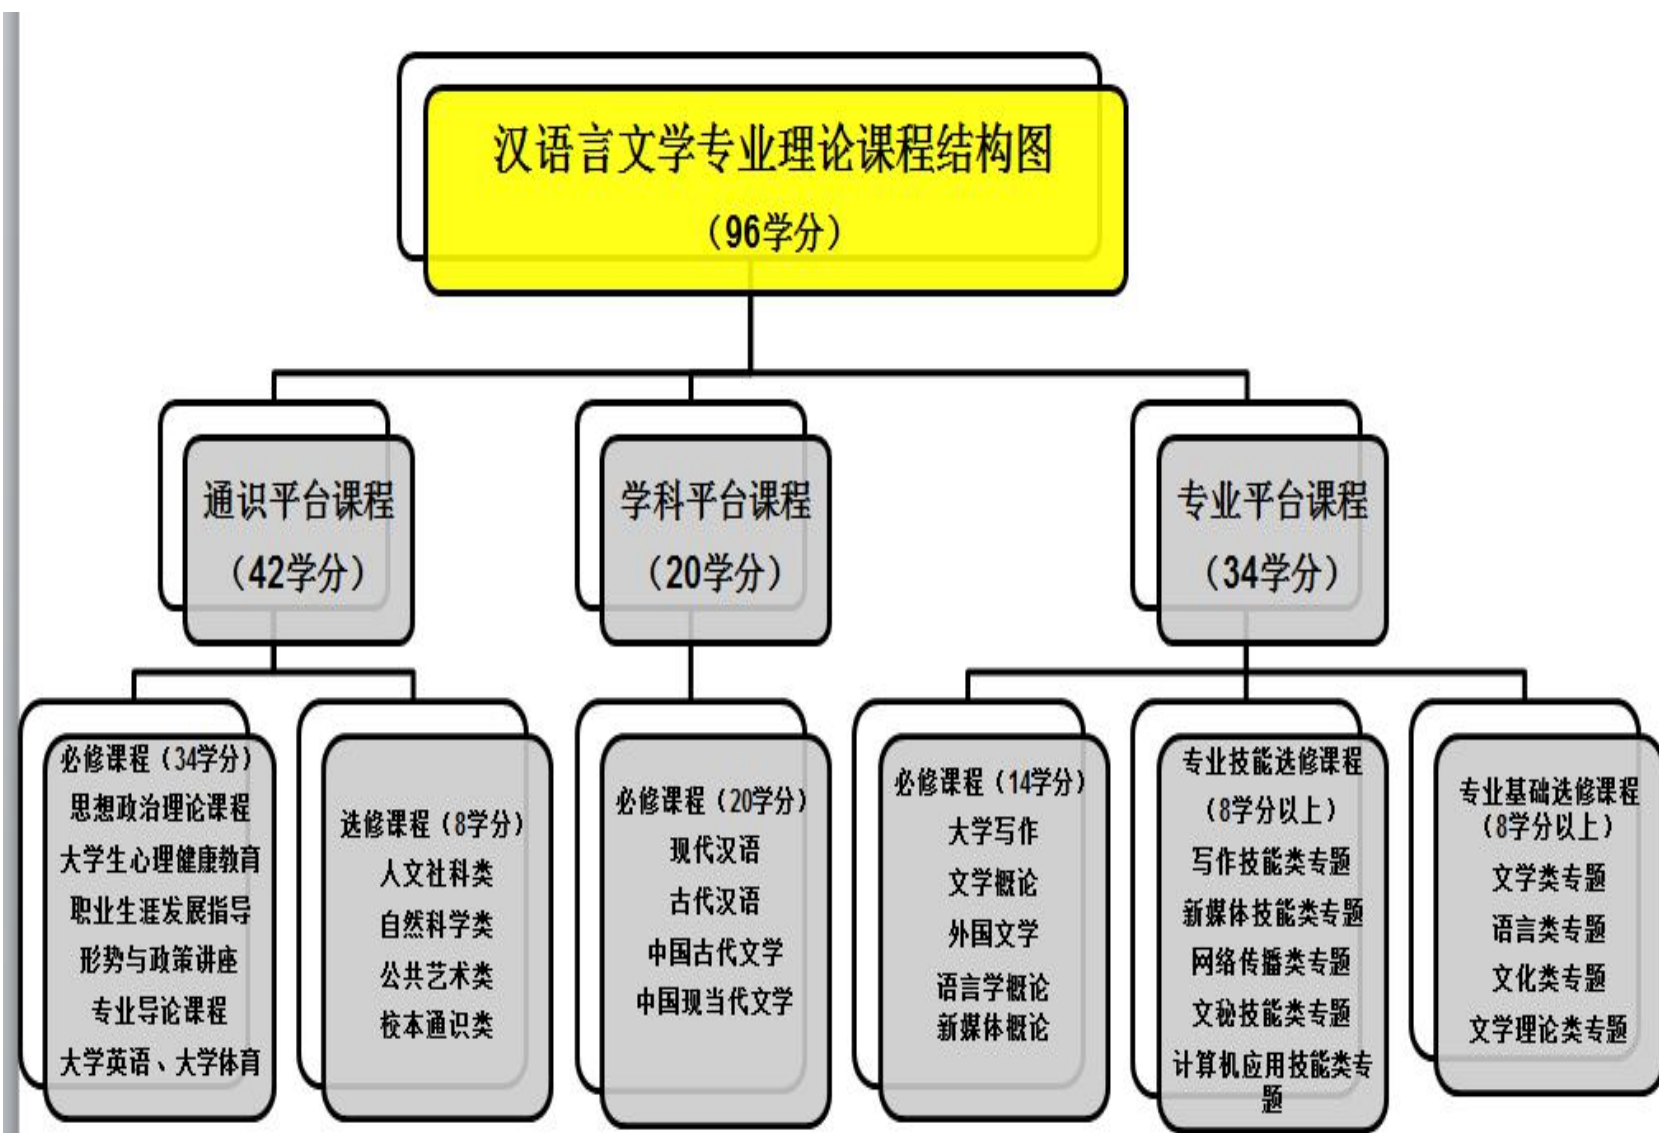 汉语言文学专业理论课程结构图
（96学分）
通识平台课程
（42学分）
学科平台课程
（20学分）
专业平台课程
（34学分）
必修课程（34学分）
思想政治理论课程
大学生心理健康教育
职业生涯发展指导
形势与政策讲座
专业导论课程
大学英语、大学体育
选修课程（8学分）
人文社科类
自然科学类
公共艺术类
校本通识类
必修课程（20学分）
现代汉语
古代汉语
中国古代文学
中国现当代文学
必修课程（14学分）
大学写作
文学概论
外国文学
语言学概论
新媒体概论
专业技能选修课程
（8学分以上）
写作技能类专题
新媒体技能类专题
网络传播类专题
文秘技能类专题
计算机应用技能类专
题
专业基础选修课程
（8学分以上）
文学类专题
语言类专题
文化类专题
文学理论类专题